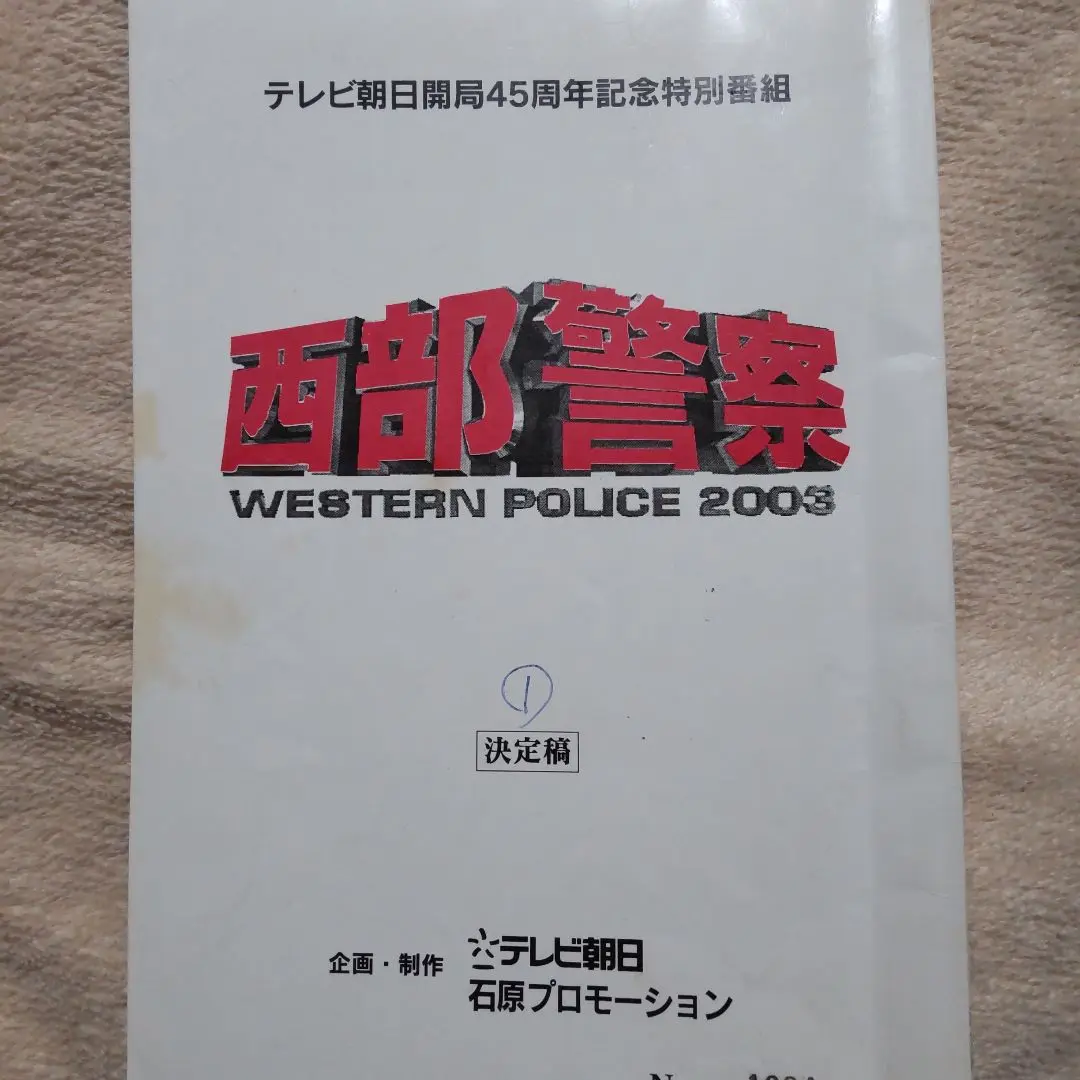 テレビ朝日開局45周年記念特別番組
西部警察
WESTERN POLICE 2003
①
決定稿
企画・制作 テレビ朝日
石原プロモーション